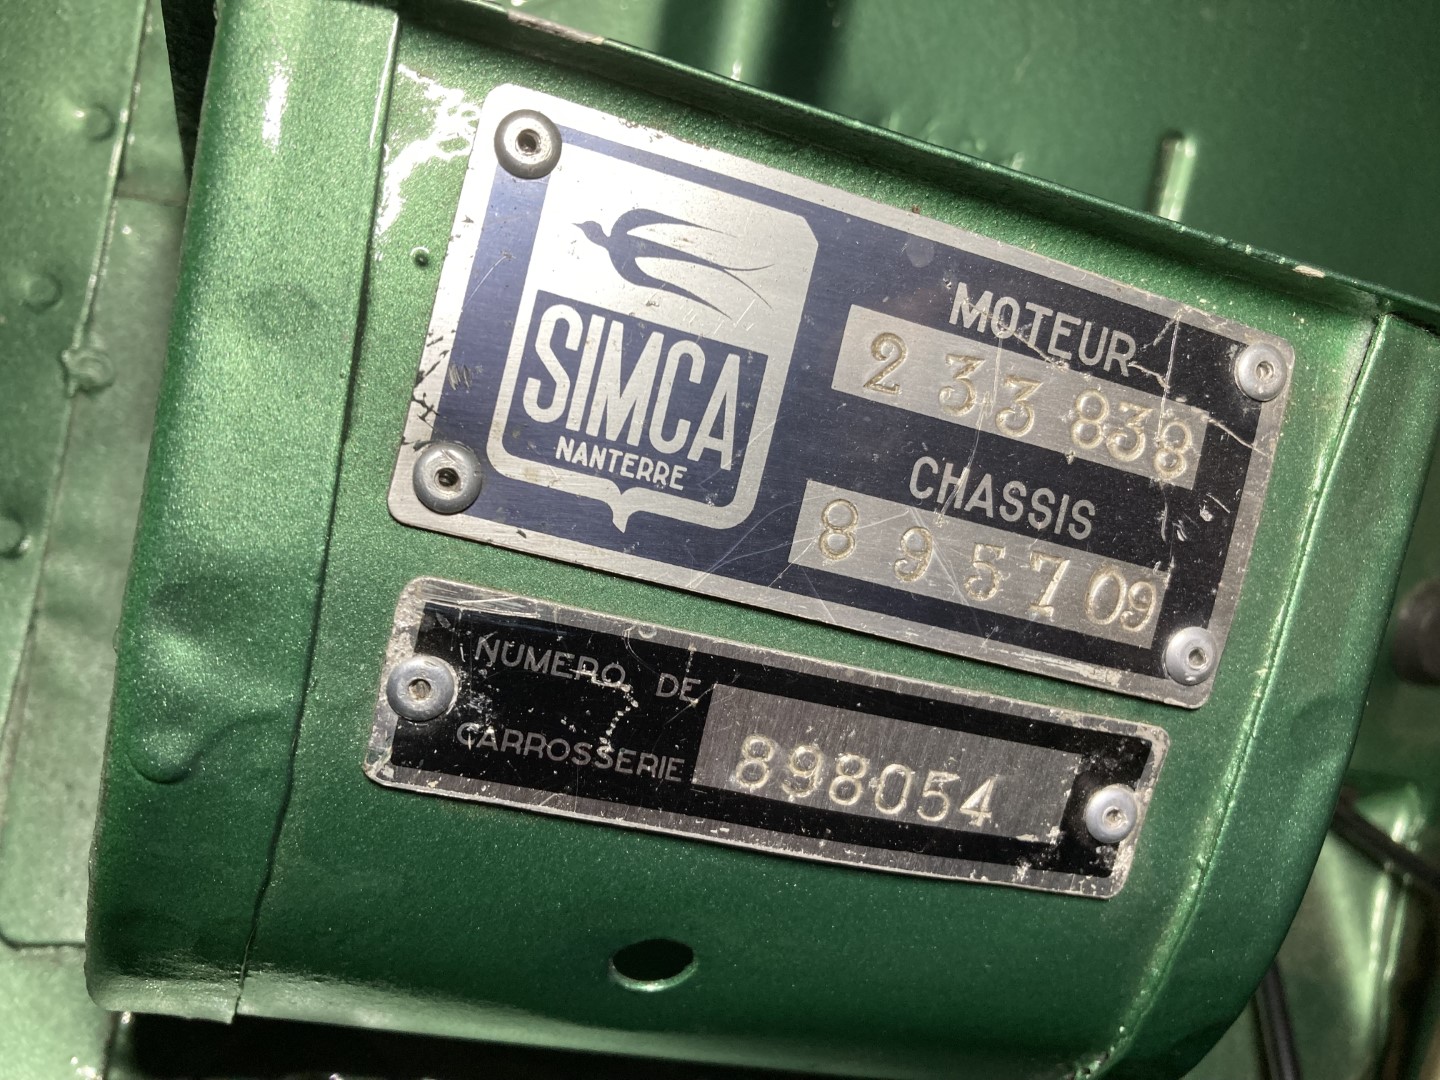 SIMCA
NANTERRE
MOTEUR
233838
CHASSIS
895709
NUMERO DE
CARROSSERIE
898054